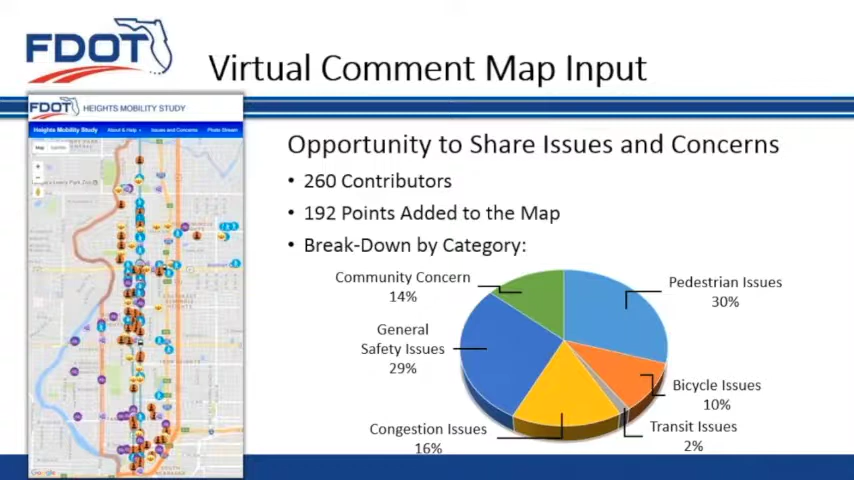 FDOT
Virtual Comment Map Input
FDOT
HEIGHTS MOBILITY STUDY
Heights Mobility Study
About & Help
Issues and Concerns
Photo Stream
Map
Opportunity to Share Issues and Concerns
• 260 Contributors
• 192 Points Added to the Map
• Break-Down by Category:
Community Concern
14%
Pedestrian Issues
30%
General
Safety Issues
29%
Bicycle Issues
10%
Congestion Issues
16%
Transit Issues
2%
Google